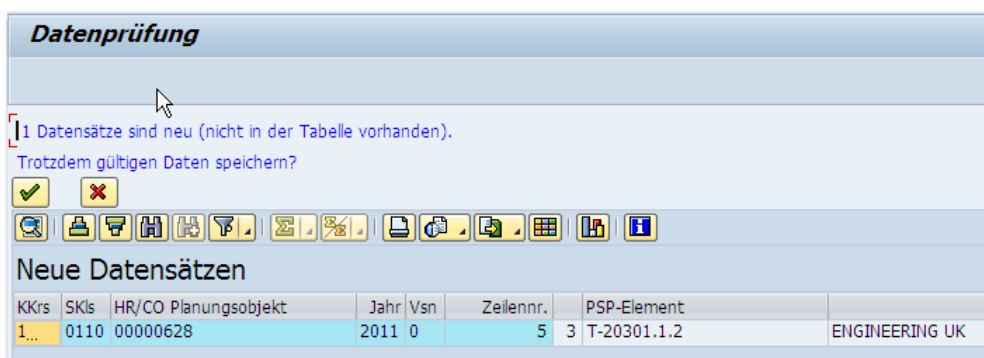 Datenprüfung
1 Datensätze sind neu (nicht in der Tabelle vorhanden).
Trotzdem gültigen Daten speichern?
Neue Datensätzen
KKrs SKls HR/CO Planungsobjekt Jahr Vsn Zeilennr. PSP-Element
1... 0110 00000628 2011 0 5 3 T-20301.1.2 ENGINEERING UK